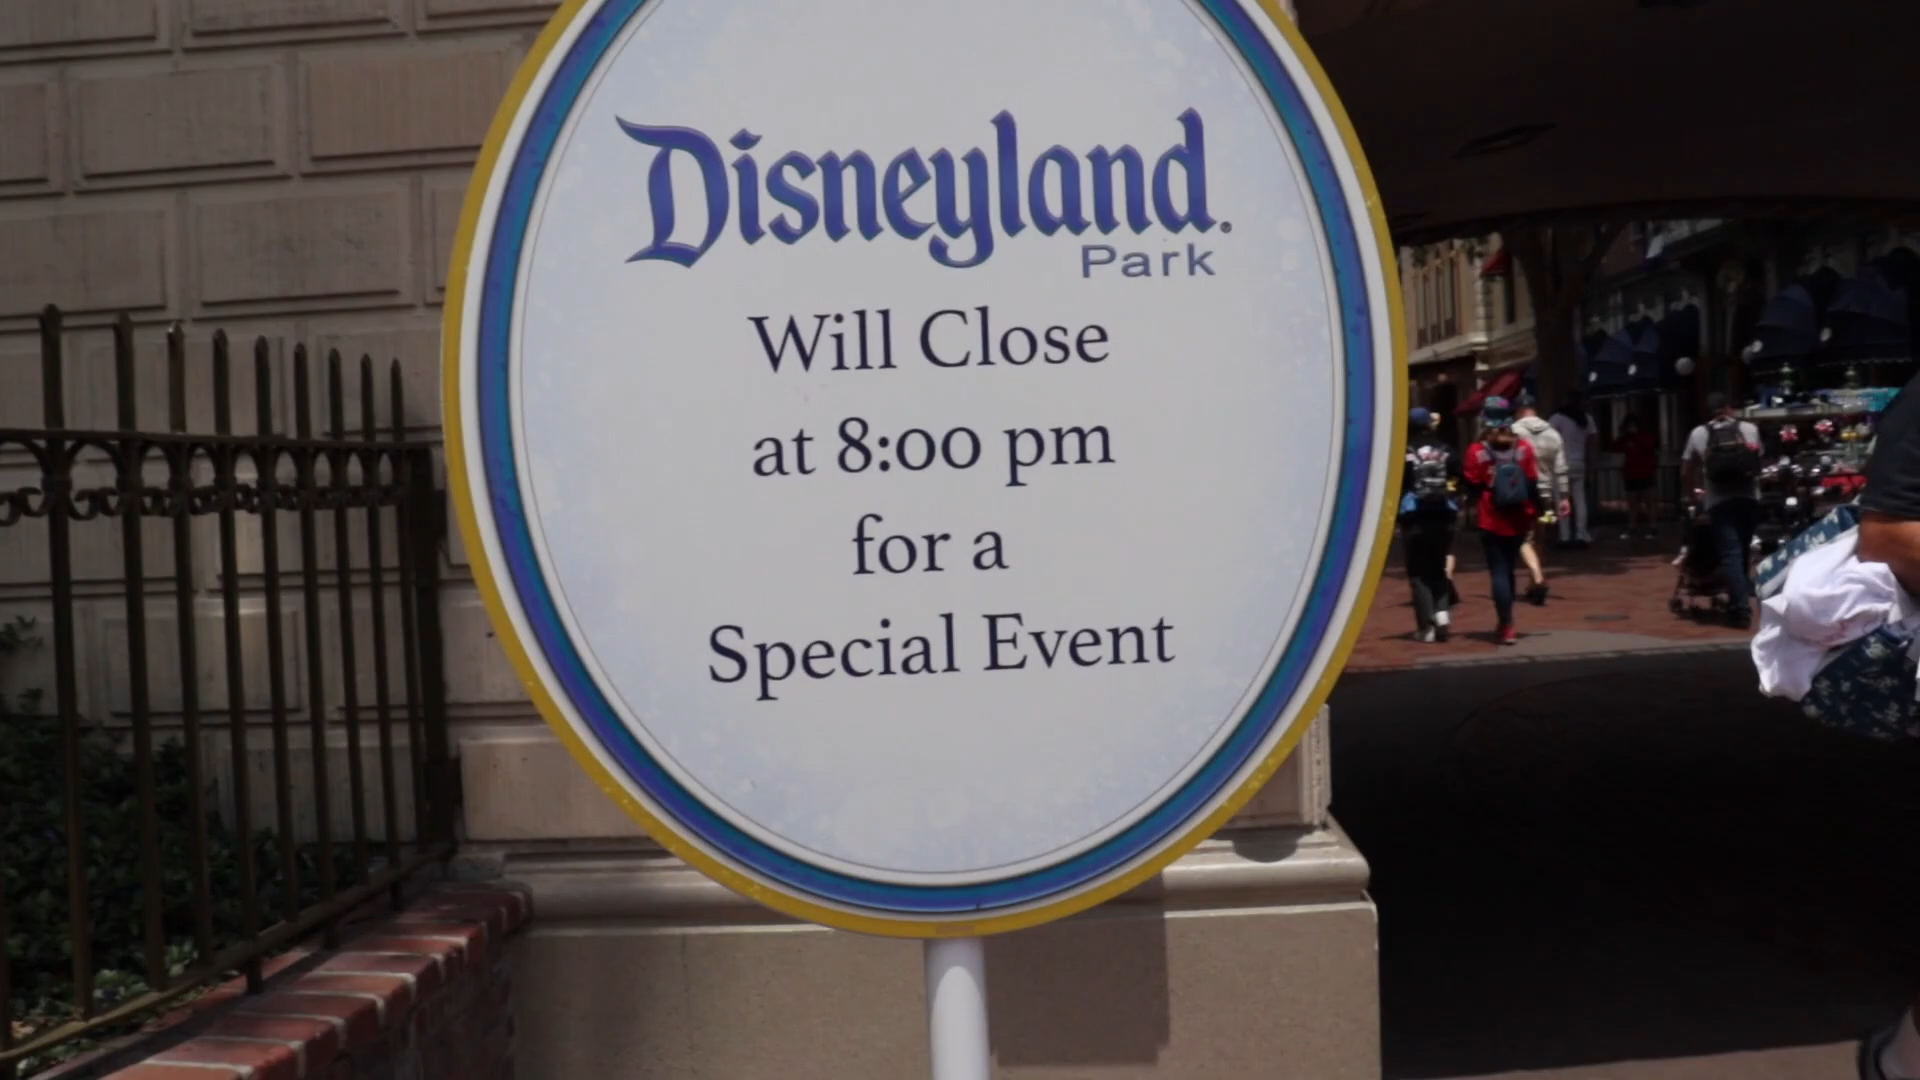 Disneyland
Park
Will Close
at 8:00 pm
for a
Special Event